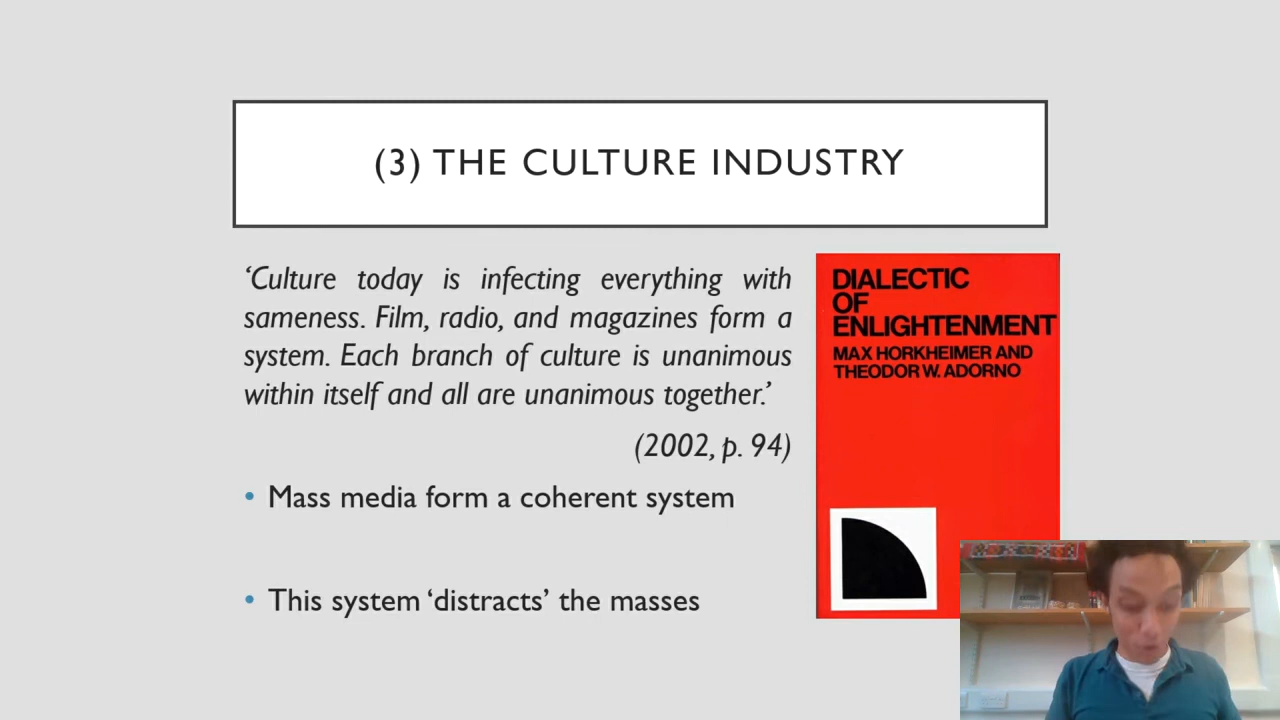 (3) THE CULTURE INDUSTRY
‘Culture today is infecting everything with
sameness. Film, radio, and magazines form a
system. Each branch of culture is unanimous
within itself and all are unanimous together.’
(2002, p. 94)
• Mass media form a coherent system
• This system ‘distracts’ the masses
DIALECTIC
OF
ENLIGHTENMENT
MAX HORKHEIMER AND
THEODOR W. ADORNO